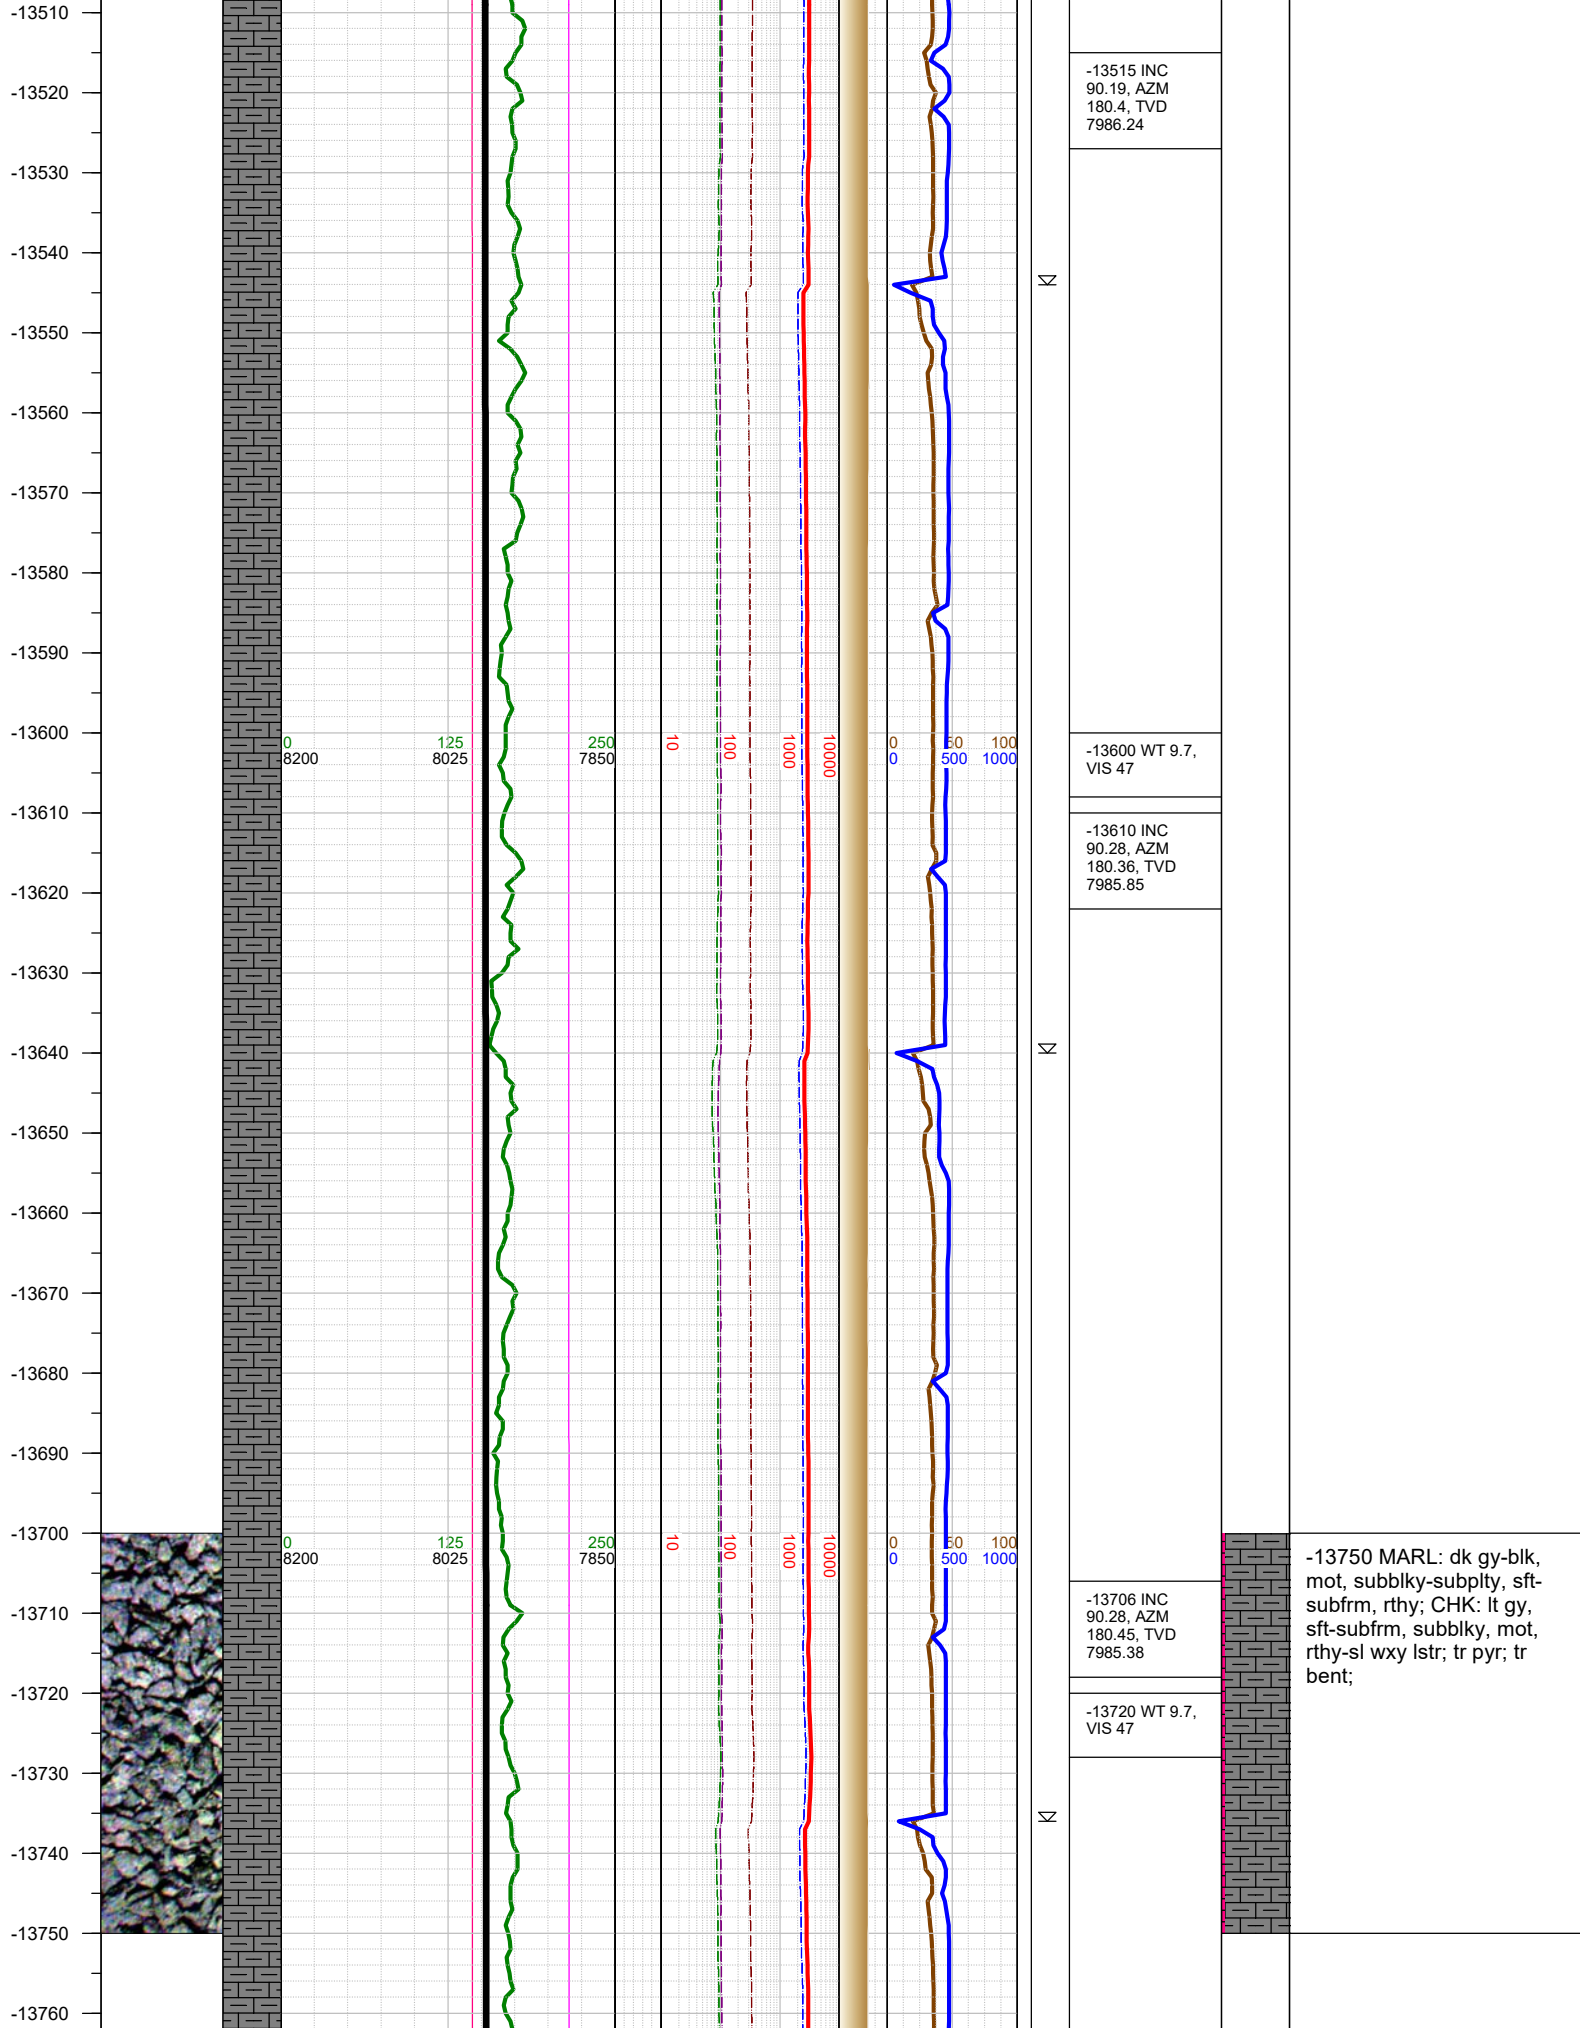 -13510
-13515 INC
90.19, AZM
180.4, TVD
7986.24
-13520
-13530
-13540
-13550
-13560
-13570
-13580
-13590
-13600
0 125 250 10 100 1000 10000 0 50 100
8200 8025 7850 0 500 1000
-13600 WT 9.7,
VIS 47
-13610
-13610 INC
90.28, AZM
180.36, TVD
7985.85
-13620
-13630
-13640
-13650
-13660
-13670
-13680
-13690
-13700
0 125 250 10 100 1000 10000 0 50 100
8200 8025 7850 0 500 1000
-13750 MARL: dk gy-blk,
mot, subblky-subplty, sft-
subfrm, rthy; CHK: lt gy,
sft-subfrm, subblky, mot,
rthy-sl wxy lstr; tr pyr; tr
bent;
-13706 INC
90.28, AZM
180.45, TVD
7985.38
-13710
-13720
-13720 WT 9.7,
VIS 47
-13730
-13740
-13750
-13760